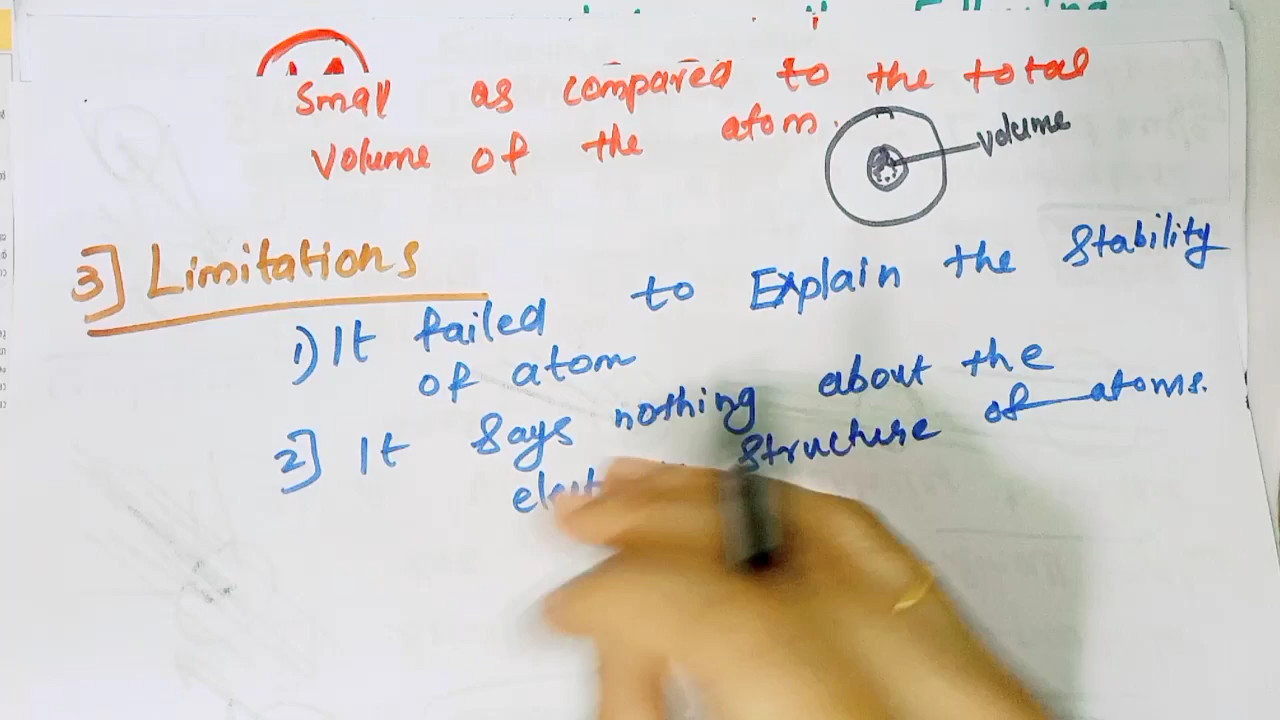 small as compared to the total
volume of the atom.
volume
3] Limitations
1) It failed to Explain the stability
of atom
2] It says nothing about the
structure of atoms.